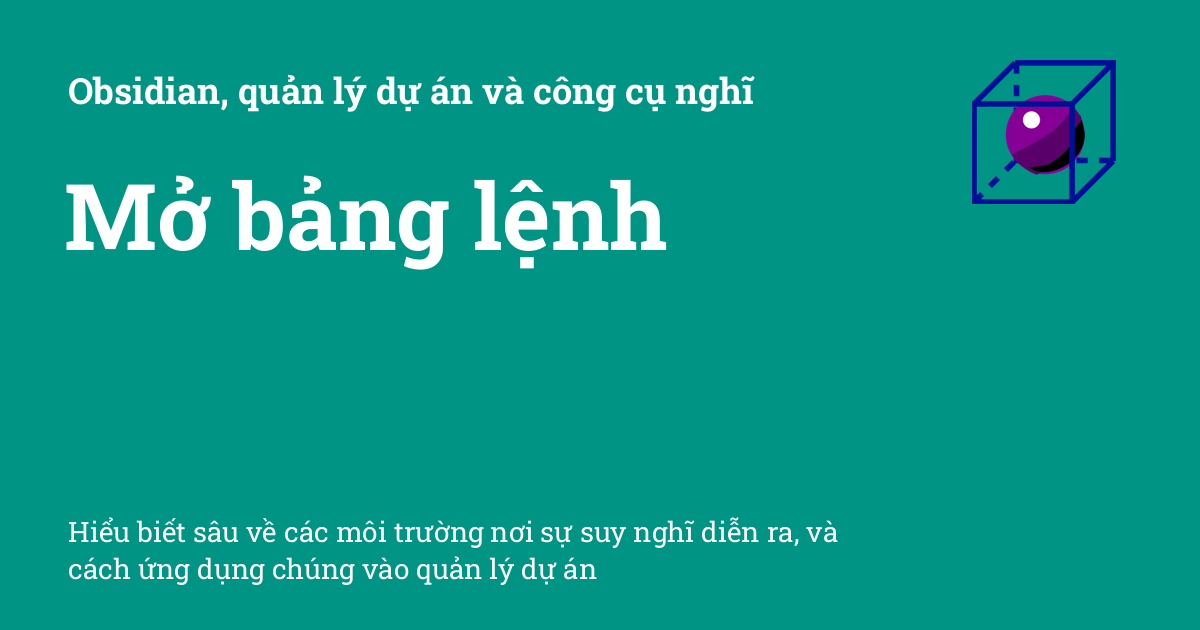 Obsidian, quản lý dự án và công cụ nghĩ
Mở bảng lệnh
Hiểu biết sâu về các môi trường nơi sự suy nghĩ diễn ra, và
cách ứng dụng chúng vào quản lý dự án